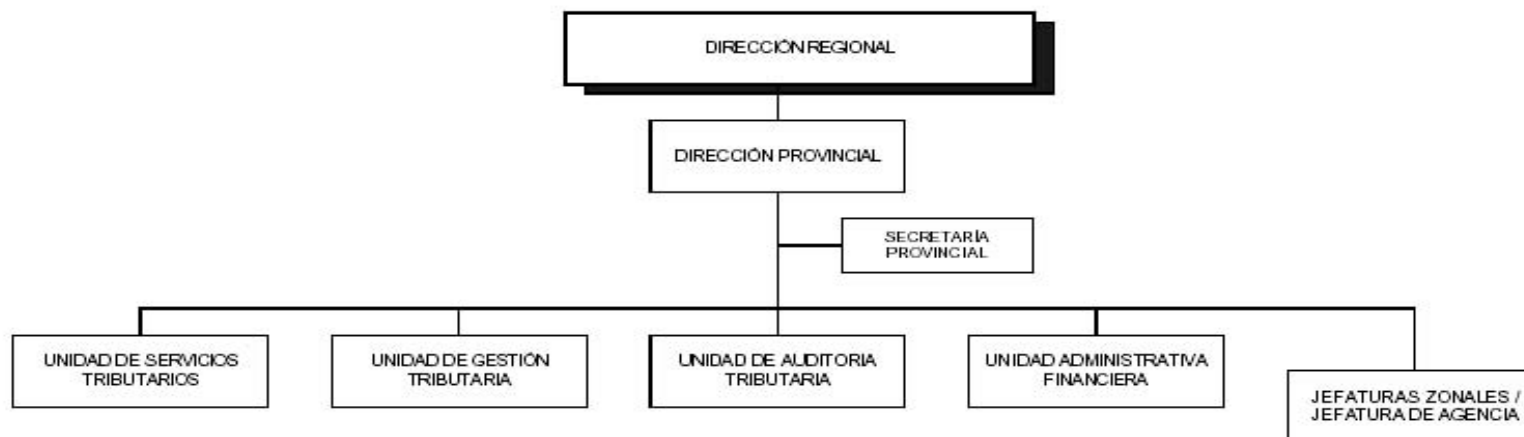 DIRECCIÓN REGIONAL
DIRECCIÓN PROVINCIAL
SECRETARÍA
PROVINCIAL
UNIDAD DE SERVICIOS
TRIBUTARIOS
UNIDAD DE GESTIÓN
TRIBUTARIA
UNIDAD DE AUDITORIA
TRIBUTARIA
UNIDAD ADMINISTRATIVA
FINANCIERA
JEFATURAS ZONALES /
JEFATURA DE AGENCIA